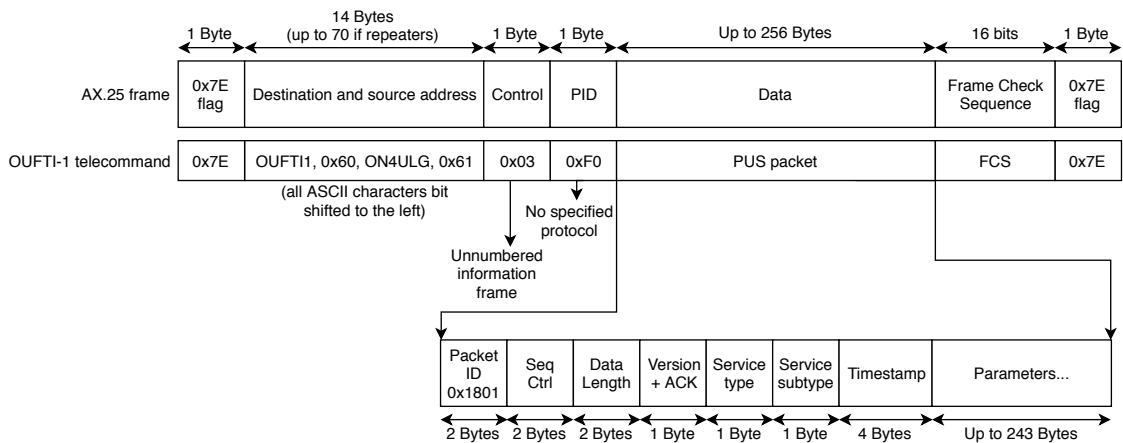 14 Bytes
1 Byte (up to 70 if repeaters) 1 Byte 1 Byte Up to 256 Bytes 16 bits 1 Byte
AX.25 frame
0x7E
flag
Destination and source address
Control
PID
Data
Frame Check
Sequence
0x7E
flag
OUFTI-1 telecommand
0x7E
OUFTI1, 0x60, ON4ULG, 0x61
0x03
0xF0
PUS packet
FCS
0x7E
(all ASCII characters bit
shifted to the left)
No specified
protocol
Unnumbered
information
frame
Packet
ID
0x1801
Seq
Ctrl
Data
Length
Version
+ ACK
Service
type
Service
subtype
Timestamp
Parameters...
2 Bytes 2 Bytes 2 Bytes 1 Byte 1 Byte 1 Byte 4 Bytes Up to 243 Bytes